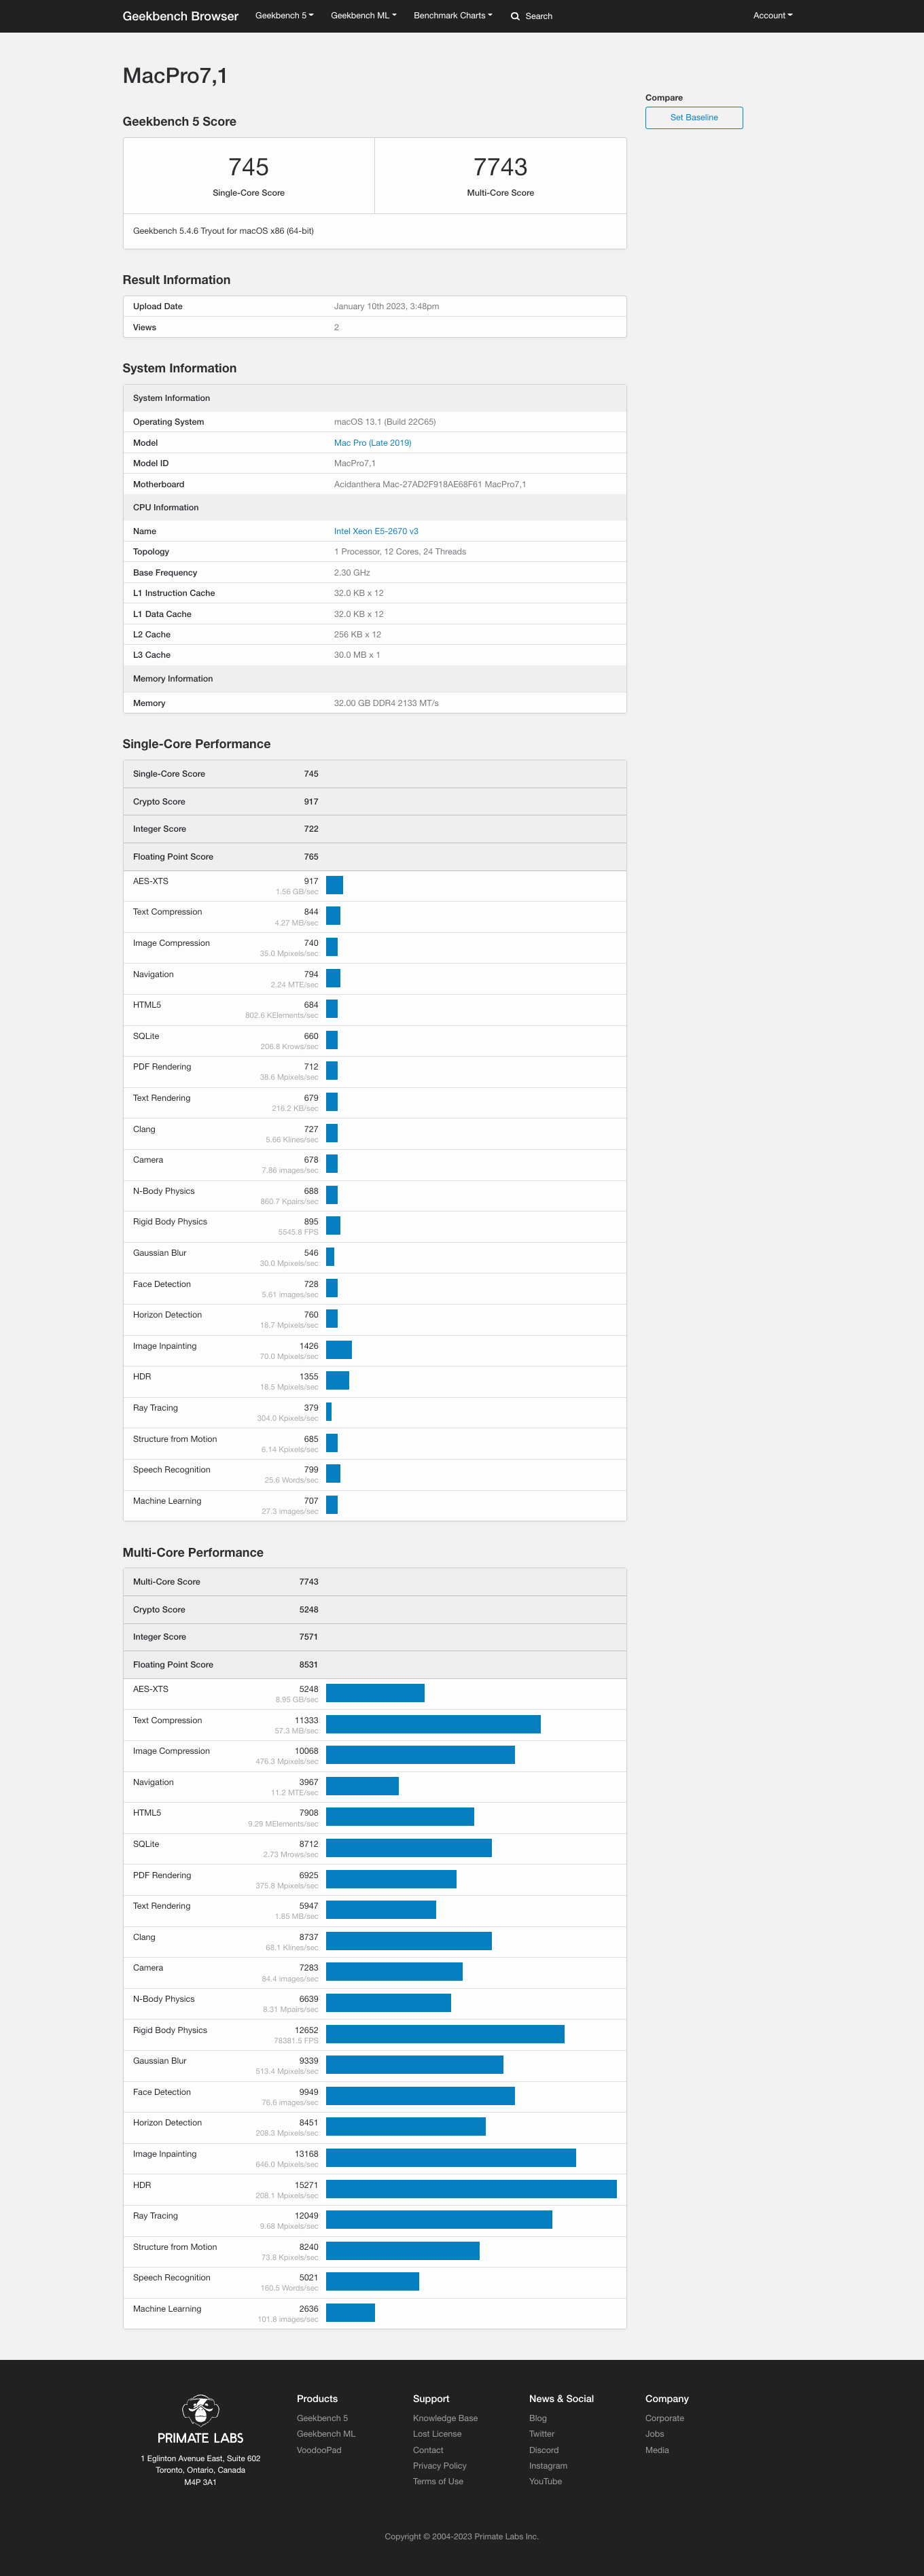 Geekbench Browser Geekbench 5 Geekbench ML Benchmark Charts Search Account
MacPro7,1
Compare
Set Baseline
Geekbench 5 Score
745 7743
Single-Core Score Multi-Core Score
Geekbench 5.4.6 Tryout for macOS x86 (64-bit)
Result Information
Upload Date January 10th 2023, 3:48pm
Views 2
System Information
System Information
Operating System macOS 13.1 (Build 22C65)
Model Mac Pro (Late 2019)
Model ID MacPro7,1
Motherboard Acidanthera Mac-27AD2F918AE68F61 MacPro7,1
CPU Information
Name Intel Xeon E5-2670 v3
Topology 1 Processor, 12 Cores, 24 Threads
Base Frequency 2.30 GHz
L1 Instruction Cache 32.0 KB x 12
L1 Data Cache 32.0 KB x 12
L2 Cache 256 KB x 12
L3 Cache 30.0 MB x 1
Memory Information
Memory 32.00 GB DDR4 2133 MT/s
Single-Core Performance
Single-Core Score 745
Crypto Score 917
Integer Score 722
Floating Point Score 765
AES-XTS 917
1.56 GB/sec
Text Compression 844
4.27 MB/sec
Image Compression 740
35.0 Mpixels/sec
Navigation 794
2.24 MTE/sec
HTML5 684
802.6 KElements/sec
SQLite 660
206.8 Krows/sec
PDF Rendering 712
38.6 Mpixels/sec
Text Rendering 679
216.2 KB/sec
Clang 727
5.66 Klines/sec
Camera 678
7.86 images/sec
N-Body Physics 688
860.7 Kpairs/sec
Rigid Body Physics 895
5545.8 FPS
Gaussian Blur 546
30.0 Mpixels/sec
Face Detection 728
5.61 images/sec
Horizon Detection 760
18.7 Mpixels/sec
Image Inpainting 1426
70.0 Mpixels/sec
HDR 1355
18.5 Mpixels/sec
Ray Tracing 379
304.0 Kpixels/sec
Structure from Motion 685
6.14 Kpixels/sec
Speech Recognition 799
25.6 Words/sec
Machine Learning 707
27.3 images/sec
Multi-Core Performance
Multi-Core Score 7743
Crypto Score 5248
Integer Score 7571
Floating Point Score 8531
AES-XTS 5248
8.95 GB/sec
Text Compression 11333
57.3 MB/sec
Image Compression 10068
476.3 Mpixels/sec
Navigation 3967
11.2 MTE/sec
HTML5 7908
9.29 MElements/sec
SQLite 8712
2.73 Mrows/sec
PDF Rendering 6925
375.8 Mpixels/sec
Text Rendering 5947
1.85 MB/sec
Clang 8737
68.1 Klines/sec
Camera 7283
84.4 images/sec
N-Body Physics 6639
8.31 Mpairs/sec
Rigid Body Physics 12652
78381.5 FPS
Gaussian Blur 9339
513.4 Mpixels/sec
Face Detection 9949
76.6 images/sec
Horizon Detection 8451
208.3 Mpixels/sec
Image Inpainting 13168
646.0 Mpixels/sec
HDR 15271
208.1 Mpixels/sec
Ray Tracing 12049
9.68 Mpixels/sec
Structure from Motion 8240
73.8 Kpixels/sec
Speech Recognition 5021
160.5 Words/sec
Machine Learning 2636
101.8 images/sec
PRIMATE LABS
1 Eglinton Avenue East, Suite 602
Toronto, Ontario, Canada
M4P 3A1
Products
Geekbench 5
Geekbench ML
VoodooPad
Support
Knowledge Base
Lost License
Contact
Privacy Policy
Terms of Use
News & Social
Blog
Twitter
Discord
Instagram
YouTube
Company
Corporate
Jobs
Media
Copyright © 2004-2023 Primate Labs Inc.